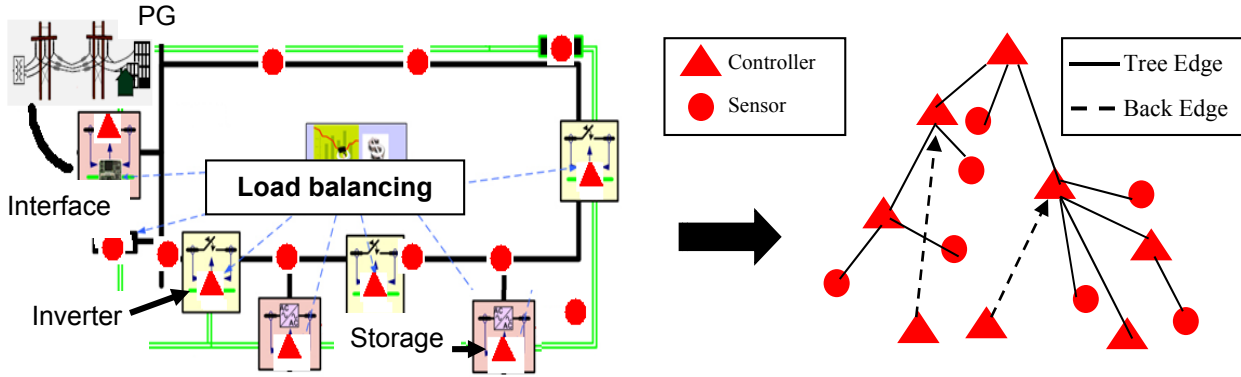 PG
Load balancing
Interface
Inverter
Storage
Controller
Sensor
Tree Edge
Back Edge